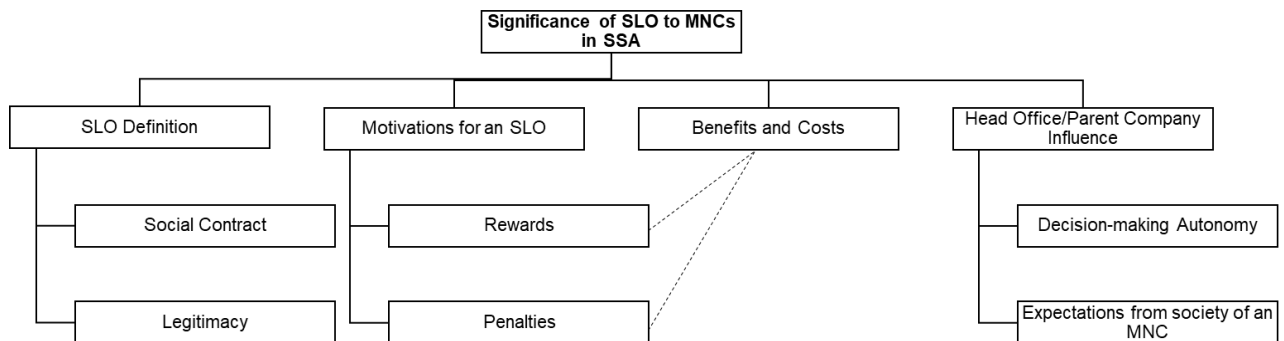 Significance of SLO to MNCs
in SSA
SLO Definition
Motivations for an SLO
Benefits and Costs
Head Office/Parent Company
Influence
Social Contract
Rewards
Decision-making Autonomy
Legitimacy
Penalties
Expectations from society of an
MNC